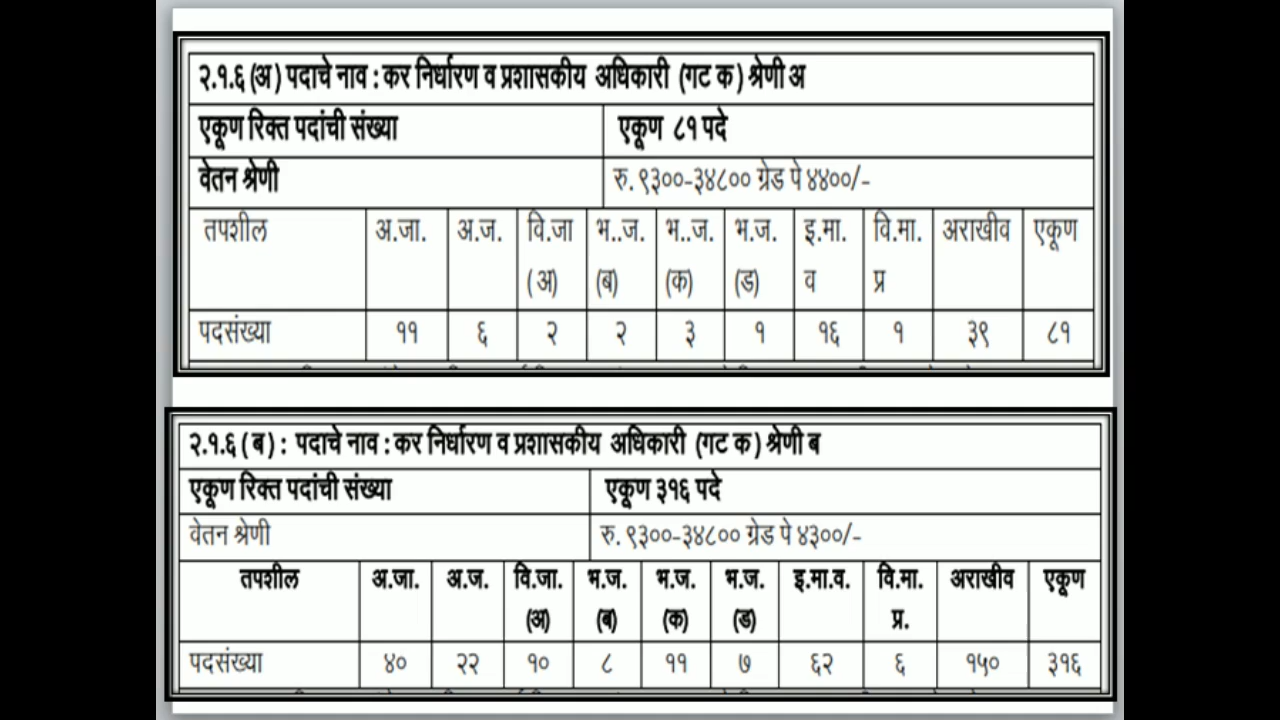 २.१.६ (अ) पदाचे नाव : कर निर्धारण व प्रशासकीय अधिकारी (गट क) श्रेणी अ
एकूण रिक्त पदांची संख्या एकूण ८१ पदे
वेतन श्रेणी रु. ९३००-३४८०० ग्रेड पे ४४००/-
तपशील अ.जा. अ.ज. वि.जा (अ) भ..ज. (ब) भ..ज. (क) भ.ज. (ड) इ.मा. व वि.मा. प्र अराखीव एकूण
पदसंख्या ११ ६ २ २ ३ १ १६ १ ३९ ८१
२.१.६ (ब) : पदाचे नाव : कर निर्धारण व प्रशासकीय अधिकारी (गट क) श्रेणी ब
एकूण रिक्त पदांची संख्या एकूण ३१६ पदे
वेतन श्रेणी रु. ९३००-३४८०० ग्रेड पे ४३००/-
तपशील अ.जा. अ.ज. वि.जा. (अ) भ.ज. (ब) भ.ज. (क) भ.ज. (ड) इ.मा.व. वि.मा. प्र. अराखीव एकूण
पदसंख्या ४० २२ १० ८ ११ ७ ६२ ६ १५० ३१६